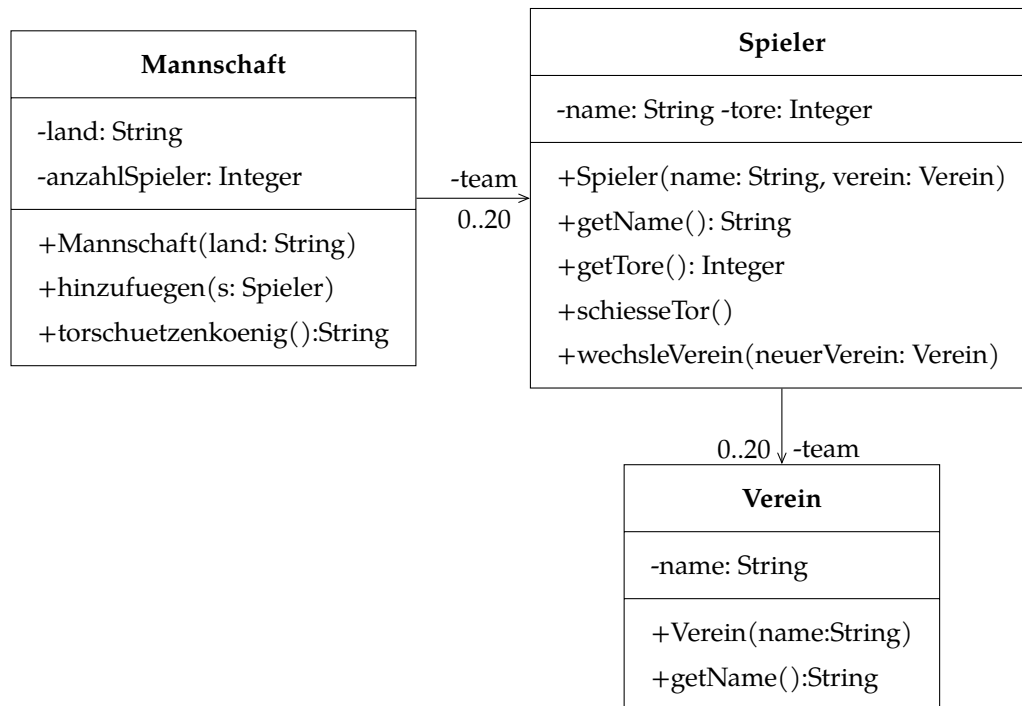 Mannschaft
-land: String
-anzahlSpieler: Integer
+Mannschaft(land: String)
+hinzufuegen(s: Spieler)
+torschuetzenkoenig():String
-team
0..20
Spieler
-name: String -tore: Integer
+Spieler(name: String, verein: Verein)
+getName(): String
+getTore(): Integer
+schiesseTor()
+wechsleVerein(neuerVerein: Verein)
0..20 -team
Verein
-name: String
+Verein(name:String)
+getName():String